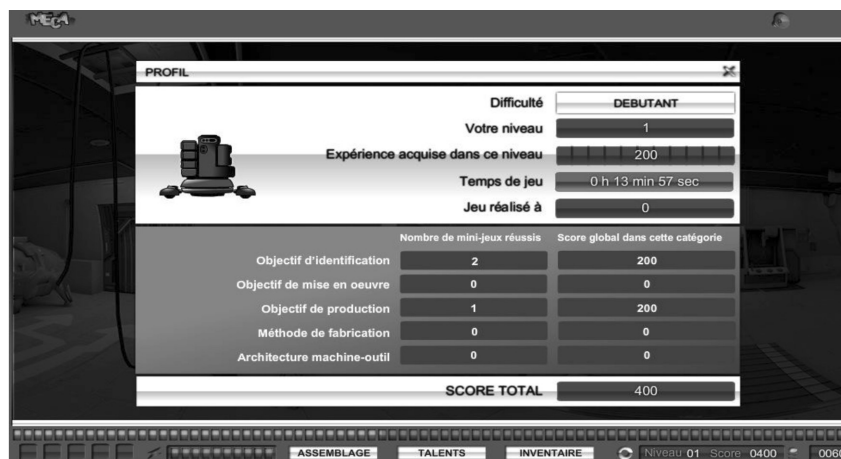 MECA
PROFIL
Difficulté DEBUTANT
Votre niveau 1
Expérience acquise dans ce niveau 200
Temps de jeu 0 h 13 min 57 sec
Jeu réalisé à 0
Nombre de mini-jeux réussis Score global dans cette catégorie
Objectif d'identification 2 200
Objectif de mise en oeuvre 0 0
Objectif de production 1 200
Méthode de fabrication 0 0
Architecture machine-outil 0 0
SCORE TOTAL 400
ASSEMBLAGE TALENTS INVENTAIRE Niveau 01 Score 0400